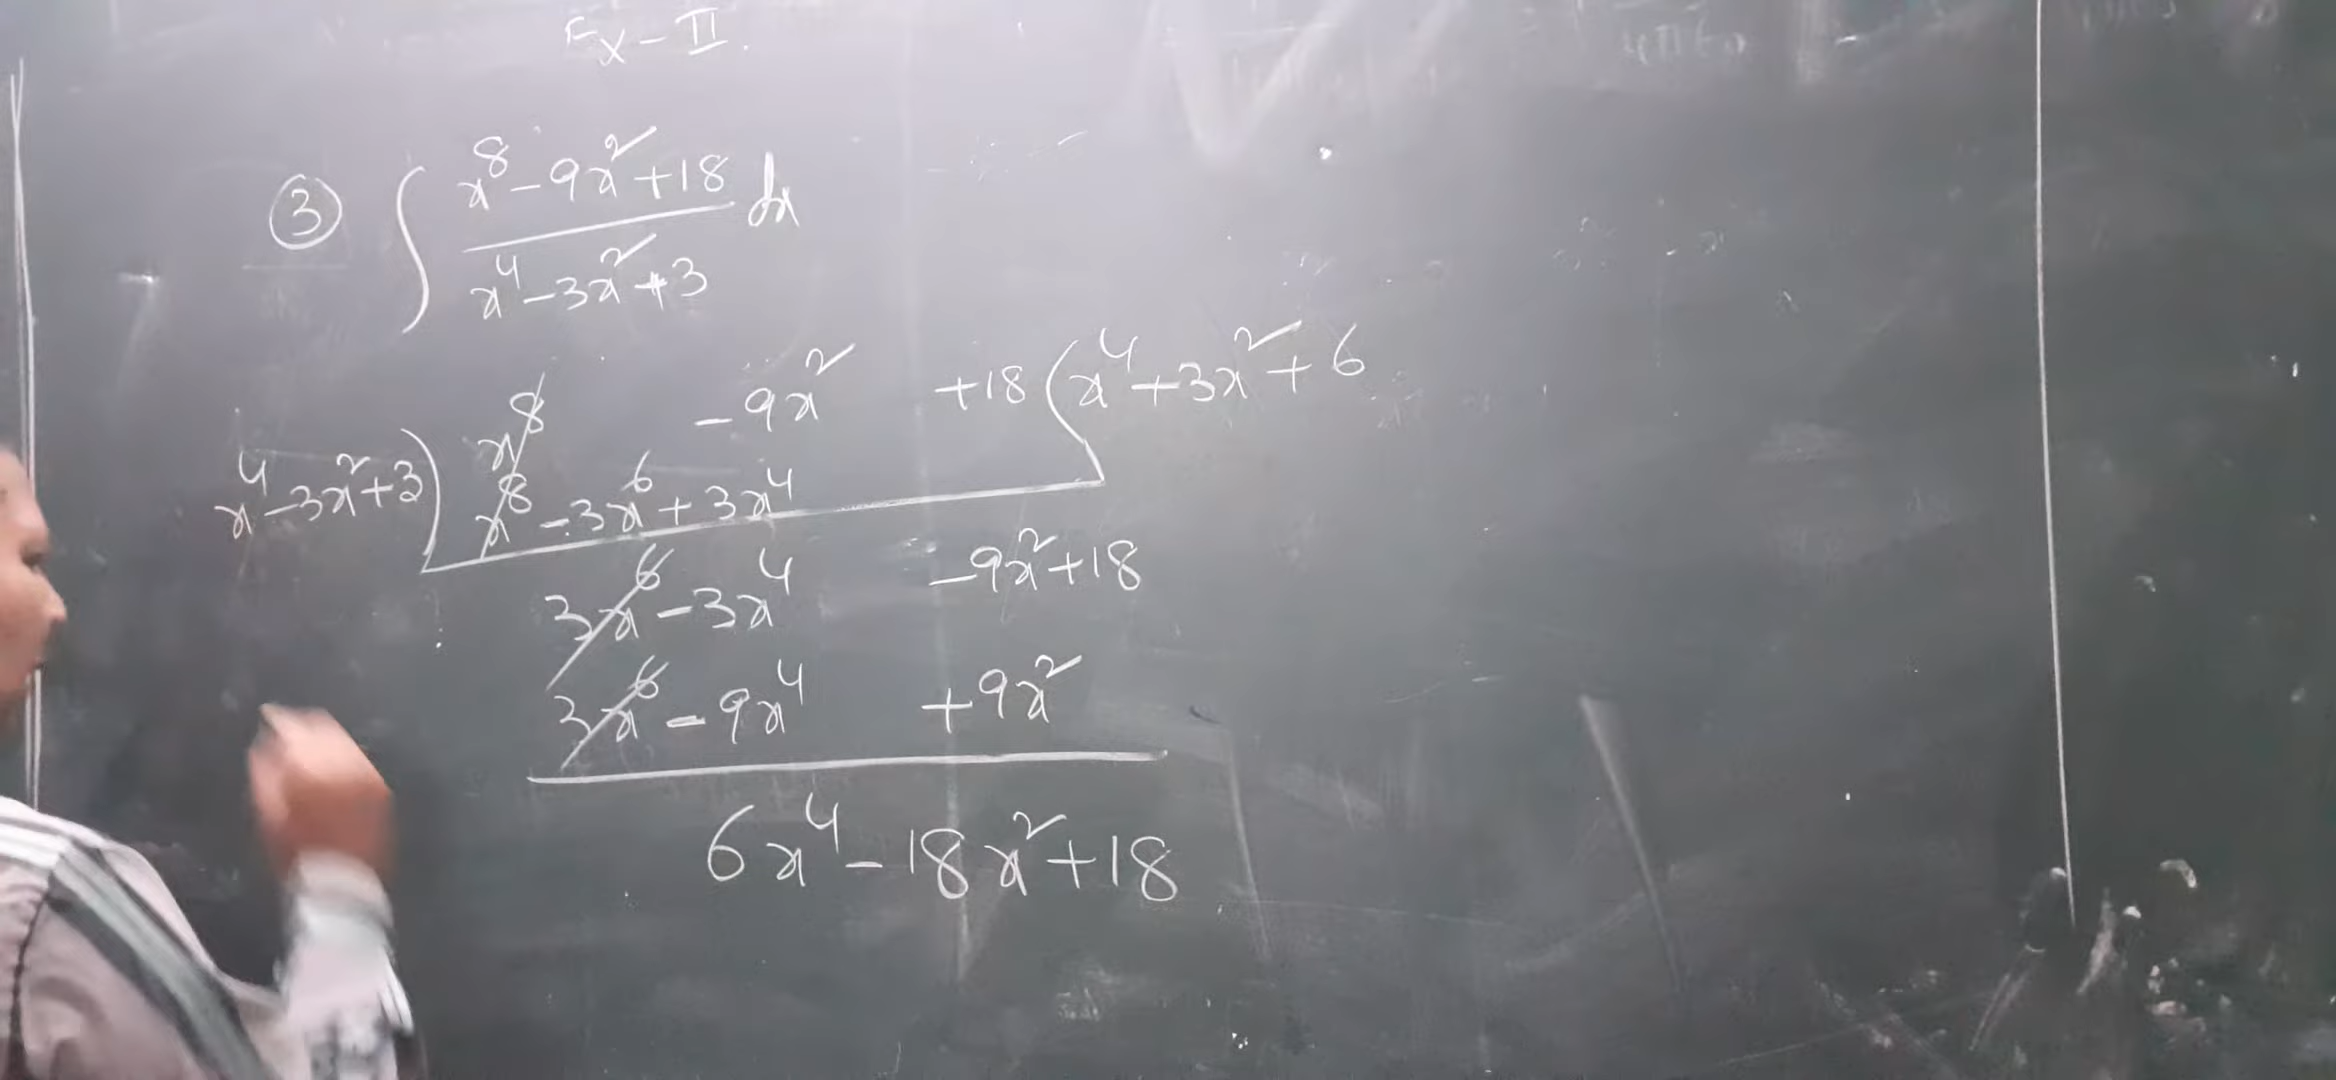 Ex - II.
③ ∫ x⁸ - 9x² + 18 dx
x⁴ - 3x² + 3
x⁴ - 3x² + 3 ) x⁸ - 9x² + 18 ( x⁴ + 3x² + 6
x⁸ - 3x⁶ + 3x⁴
3x⁶ - 3x⁴ - 9x² + 18
3x⁶ - 9x⁴ + 9x²
6x⁴ - 18x² + 18